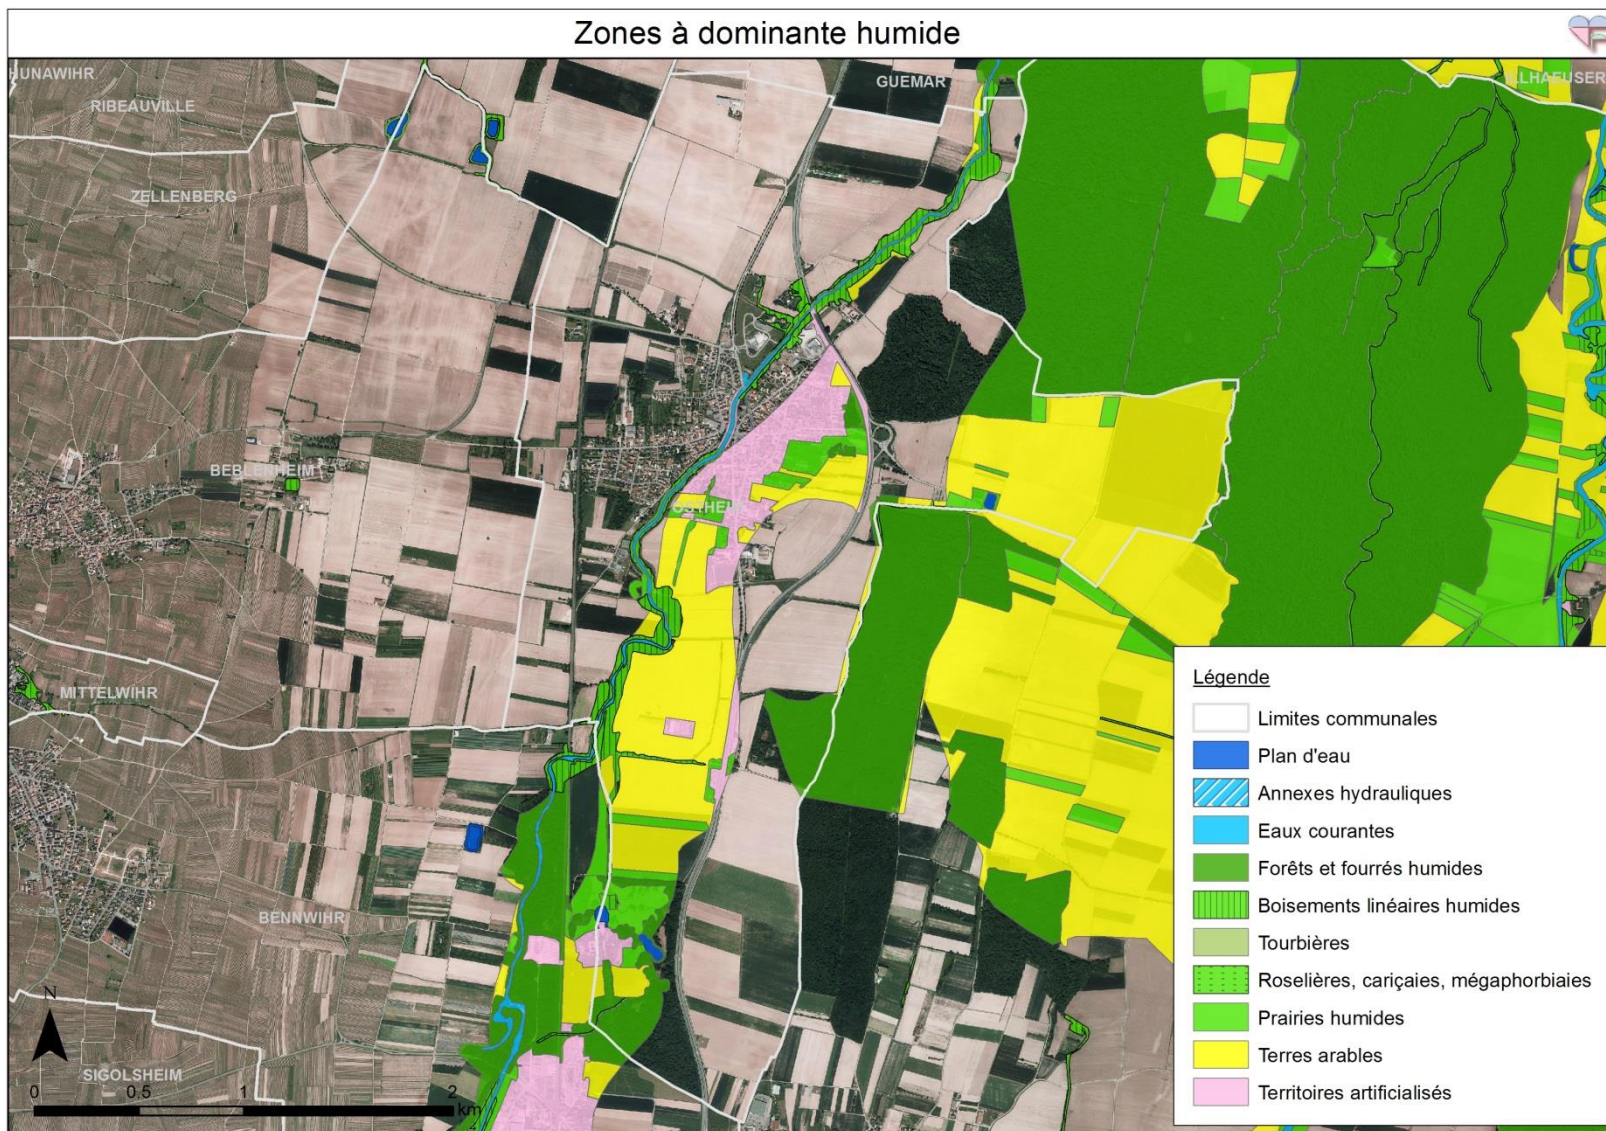 Zones à dominante humide
HUNAWIHR
RIBEAUVILLE
GUEMAR
ILLHAEUSER
ZELLENBERG
BEBLENHEIM
OSTHEI
MITTELWIHR
BENNWIHR
SIGOLSHEIM
N
0 0.5 1 2
km
Légende
Limites communales
Plan d'eau
Annexes hydrauliques
Eaux courantes
Forêts et fourrés humides
Boisements linéaires humides
Tourbières
Roselières, cariçaies, mégaphorbiaies
Prairies humides
Terres arables
Territoires artificialisés